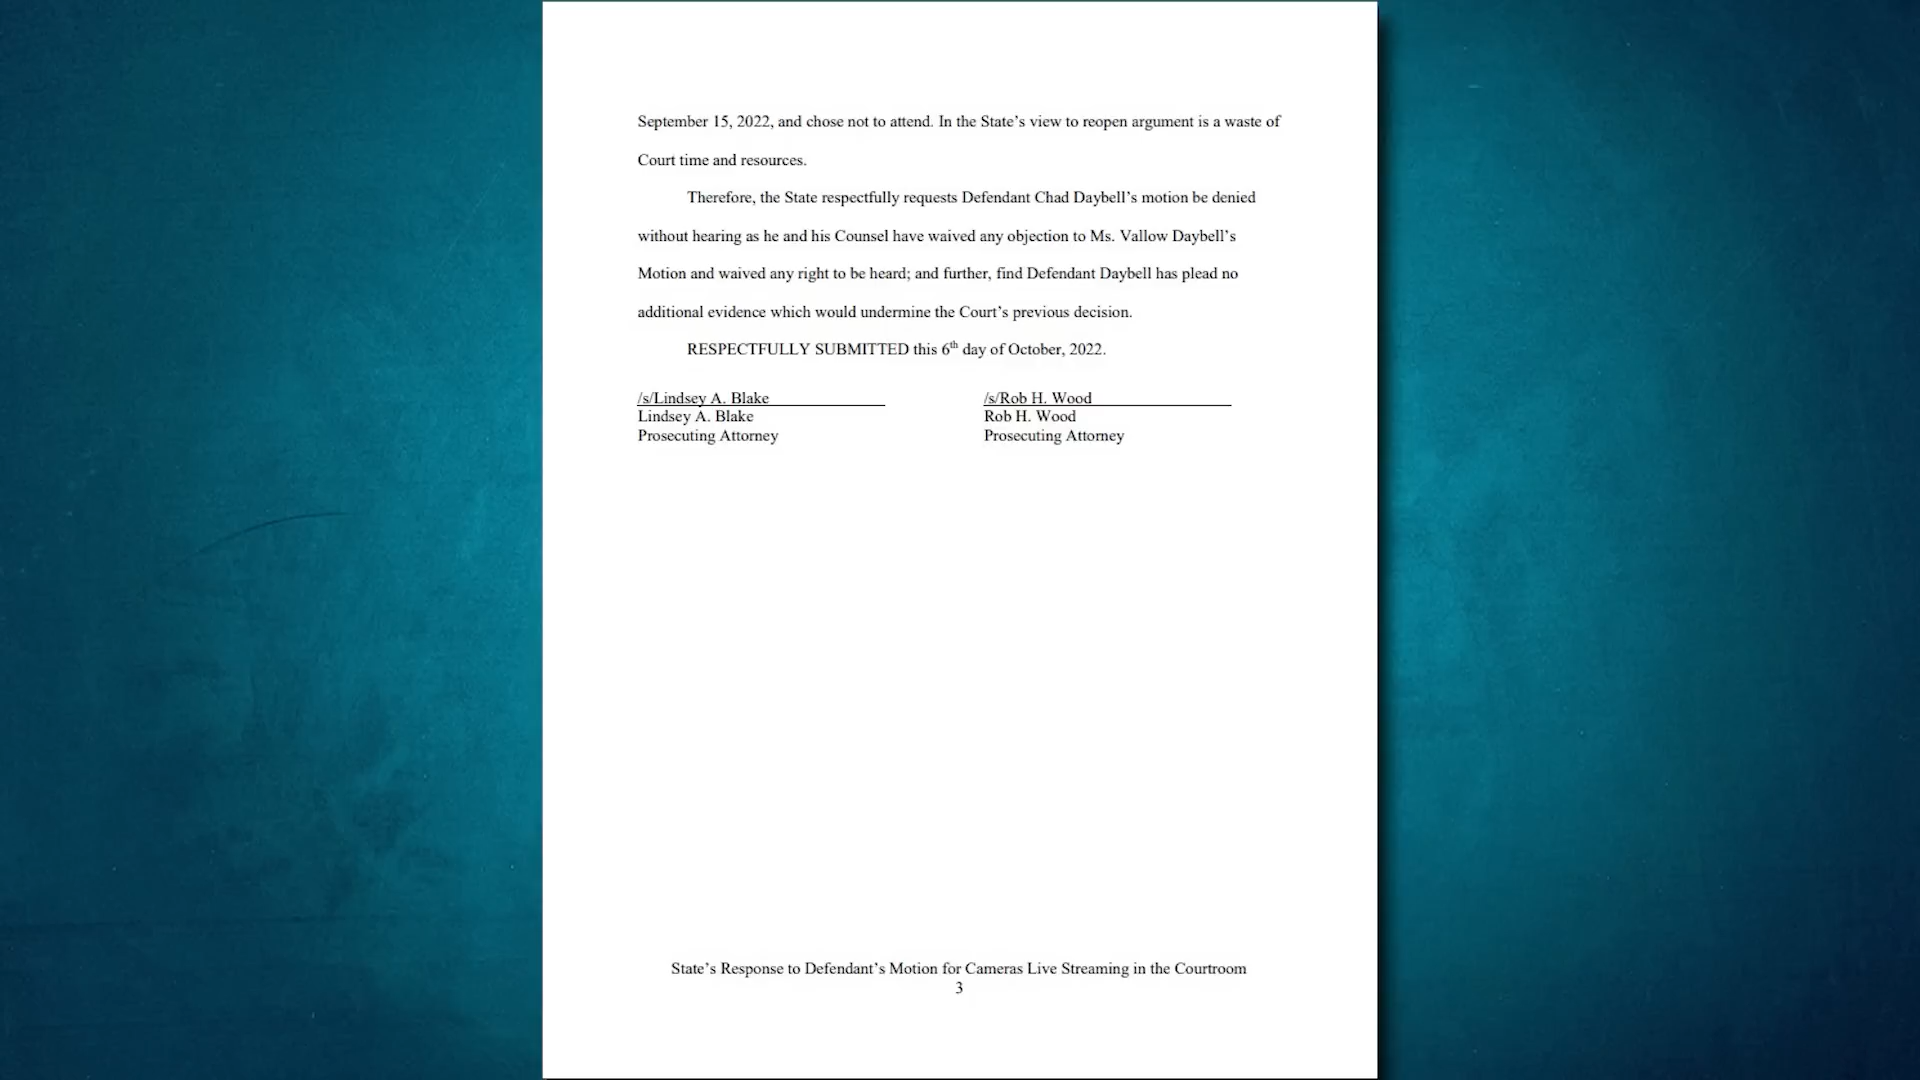 September 15, 2022, and chose not to attend. In the State’s view to reopen argument is a waste of
Court time and resources.
Therefore, the State respectfully requests Defendant Chad Daybell’s motion be denied
without hearing as he and his Counsel have waived any objection to Ms. Vallow Daybell’s
Motion and waived any right to be heard; and further, find Defendant Daybell has plead no
additional evidence which would undermine the Court’s previous decision.
RESPECTFULLY SUBMITTED this 6th day of October, 2022.
/s/Lindsey A. Blake /s/Rob H. Wood
Lindsey A. Blake Rob H. Wood
Prosecuting Attorney Prosecuting Attorney
State’s Response to Defendant’s Motion for Cameras Live Streaming in the Courtroom
3